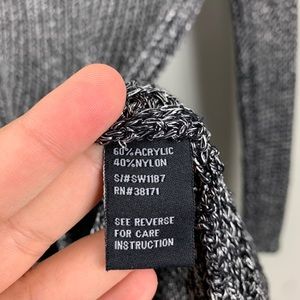 60% ACRYLIC
40% NYLON
S/# SW1187
RN# 38171
SEE REVERSE
FOR CARE
INSTRUCTION